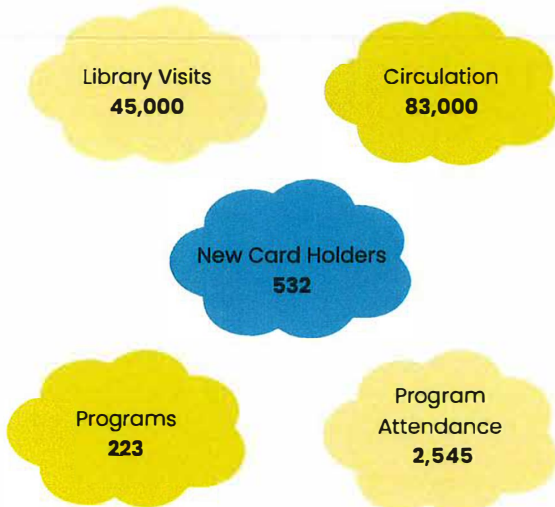 Library Visits
45,000
Circulation
83,000
New Card Holders
532
Programs
223
Program
Attendance
2,545